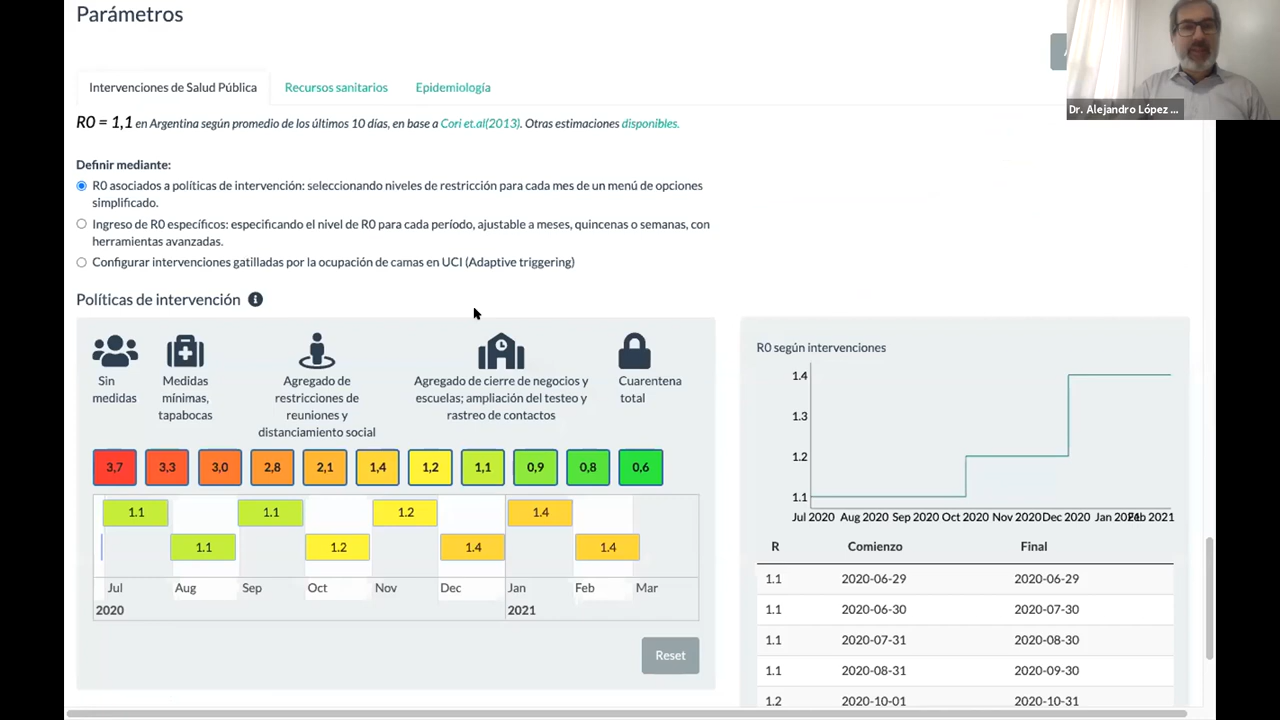 Parámetros
Dr. Alejandro López ...
Intervenciones de Salud Pública
Recursos sanitarios
Epidemiología
R0 = 1,1 en Argentina según promedio de los últimos 10 días, en base a Cori et.al(2013). Otras estimaciones disponibles.
Definir mediante:
R0 asociados a políticas de intervención: seleccionando niveles de restricción para cada mes de un menú de opciones
simplificado.
Ingreso de R0 específicos: especificando el nivel de R0 para cada período, ajustable a meses, quincenas o semanas, con
herramientas avanzadas.
Configurar intervenciones gatilladas por la ocupación de camas en UCI (Adaptive triggering)
Políticas de intervención
Sin
medidas
Medidas
mínimas,
tapabocas
Agregado de
restricciones de
reuniones y
distanciamiento social
Agregado de cierre de negocios y
escuelas; ampliación del testeo y
rastreo de contactos
Cuarentena
total
3,7 3,3 3,0 2,8 2,1 1,4 1,2 1,1 0,9 0,8 0,6
1.1 1.1 1.2 1.4
1.1 1.2 1.4 1.4
Jul Aug Sep Oct Nov Dec Jan Feb Mar
2020 2021
Reset
R0 según intervenciones
1.4
1.3
1.2
1.1
Jul 2020 Aug 2020 Sep 2020 Oct 2020 Nov 2020 Dec 2020 Jan 2021 Feb 2021
R Comienzo Final
1.1 2020-06-29 2020-06-29
1.1 2020-06-30 2020-07-30
1.1 2020-07-31 2020-08-30
1.1 2020-08-31 2020-09-30
1.2 2020-10-01 2020-10-31